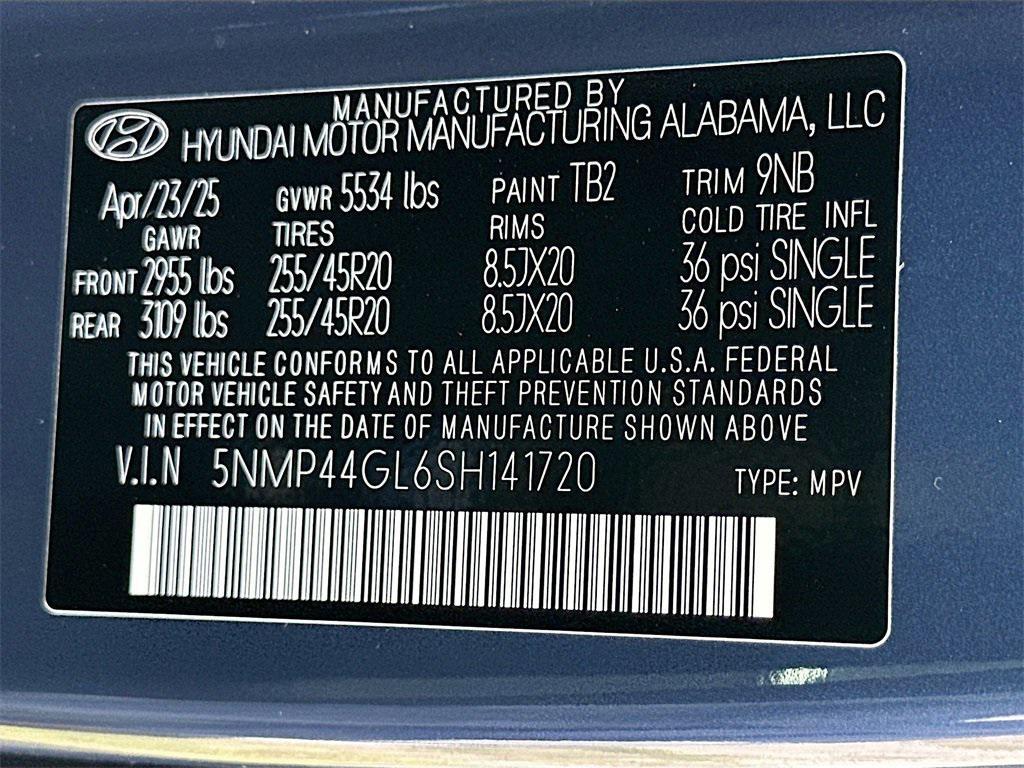 MANUFACTURED BY
HYUNDAI MOTOR MANUFACTURING ALABAMA, LLC
Apr/23/25 GVWR 5534 lbs PAINT TB2 TRIM 9NB
GAWR TIRES RIMS COLD TIRE INFL
FRONT 2955 lbs 255/45R20 8.5JX20 36 psi SINGLE
REAR 3109 lbs 255/45R20 8.5JX20 36 psi SINGLE
THIS VEHICLE CONFORMS TO ALL APPLICABLE U.S.A. FEDERAL
MOTOR VEHICLE SAFETY AND THEFT PREVENTION STANDARDS
IN EFFECT ON THE DATE OF MANUFACTURE SHOWN ABOVE
V.I.N 5NMP44GL6SH141720 TYPE: MPV